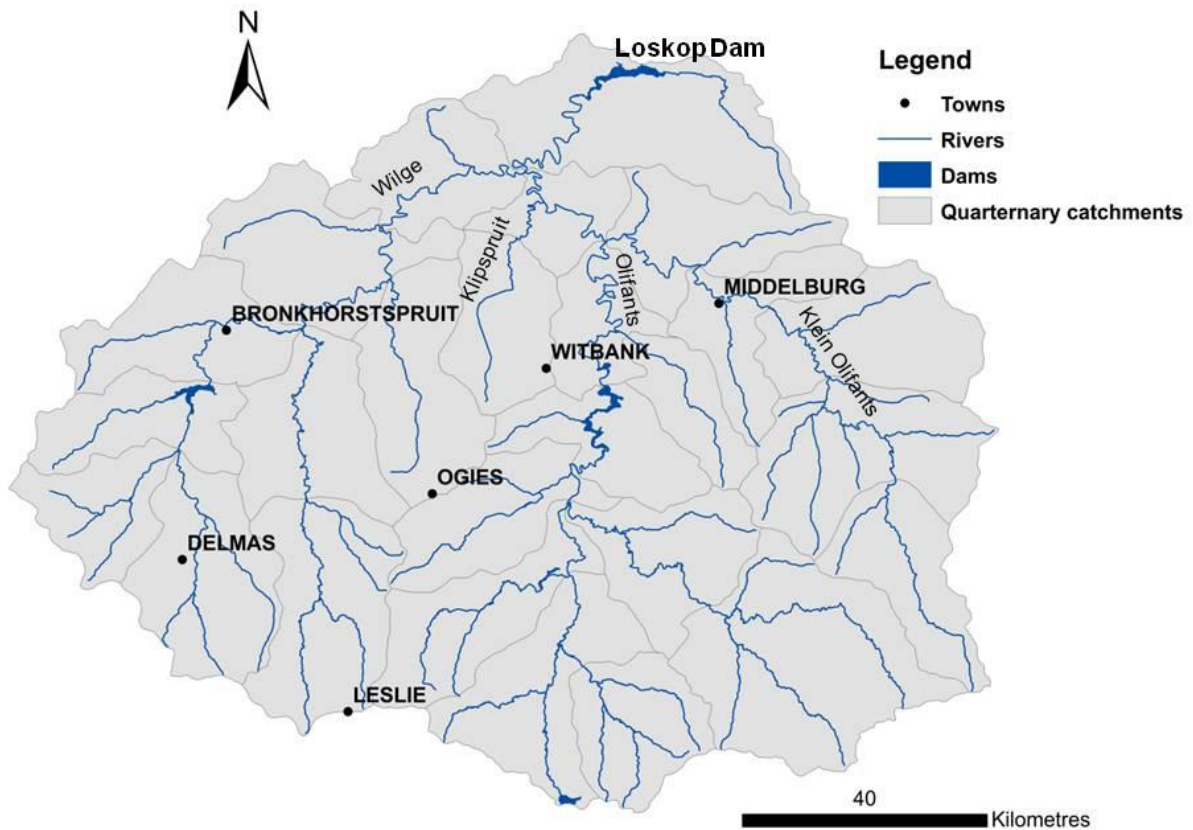 N
Loskop Dam
Legend
Towns
Rivers
Dams
Quarternary catchments
Wilge
Klipspruit
Olifants
MIDDELBURG
Klein Olifants
BRONKHORSTSPRUIT
WITBANK
OGIES
DELMAS
LESLIE
40
Kilometres